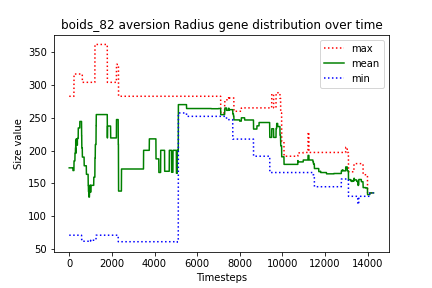 boids_82 aversion Radius gene distribution over time
max
mean
min
Size value
350
300
250
200
150
100
50
0
2000
4000
6000
8000
10000
12000
14000
Timesteps